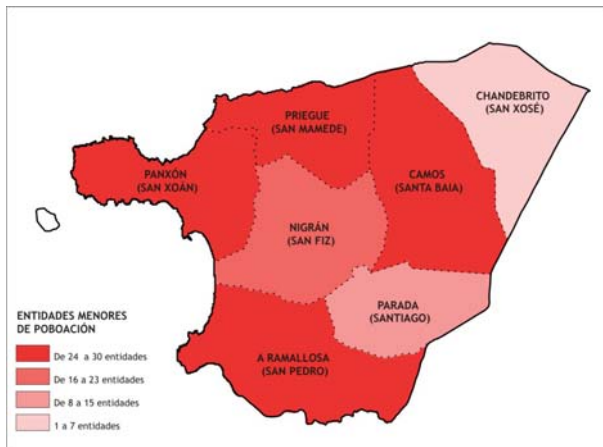 CHANDEBRITO
(SAN XOSÉ)
PRIEGUE
(SAN MAMEDE)
PANXÓN
(SAN XOÁN)
CAMOS
(SANTA BAIA)
NIGRÁN
(SAN FIZ)
PARADA
(SANTIAGO)
A RAMALLOSA
(SAN PEDRO)
ENTIDADES MENORES
DE POBOACIÓN
De 24 a 30 entidades
De 16 a 23 entidades
De 8 a 15 entidades
1 a 7 entidades